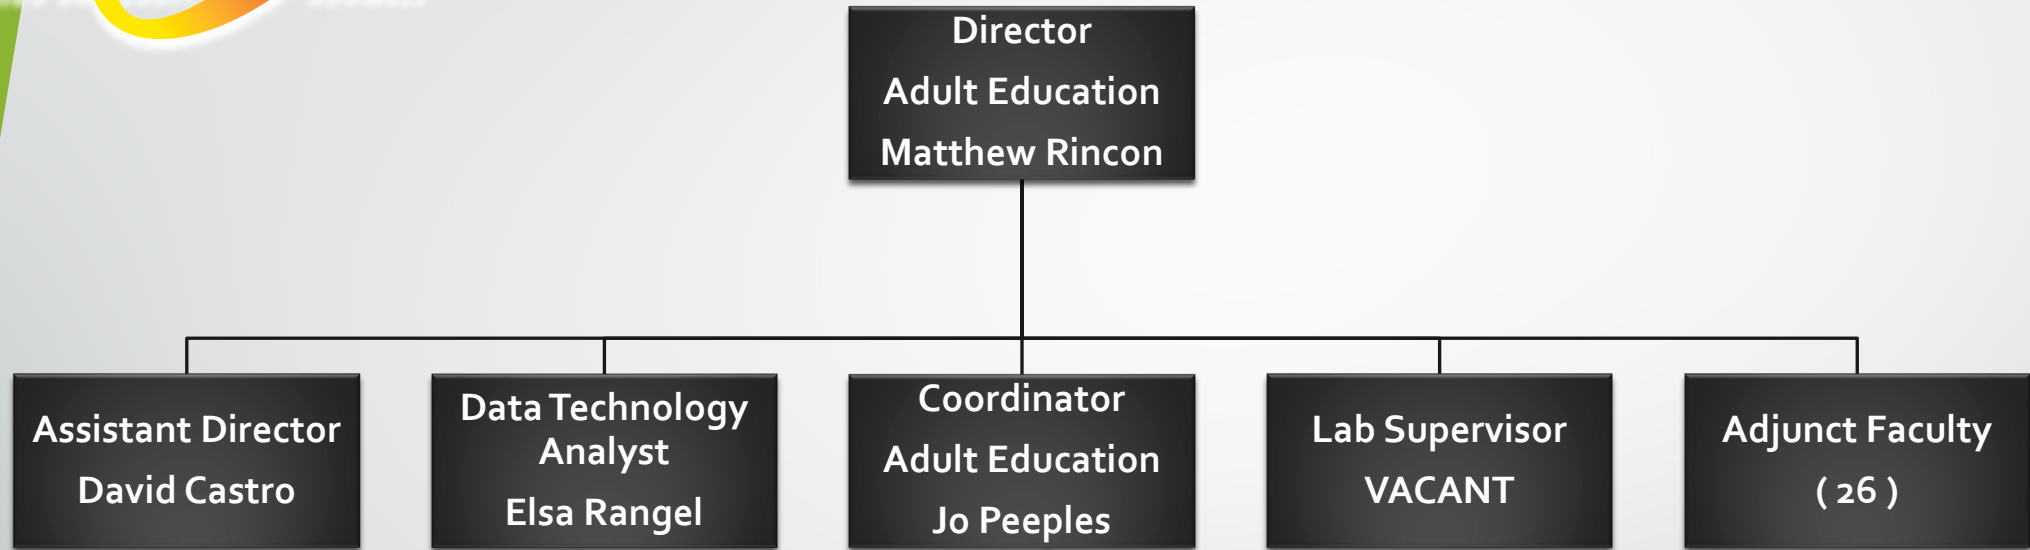 Director
Adult Education
Matthew Rincon
Assistant Director
David Castro
Data Technology
Analyst
Elsa Rangel
Coordinator
Adult Education
Jo Peeples
Lab Supervisor
VACANT
Adjunct Faculty
( 26 )